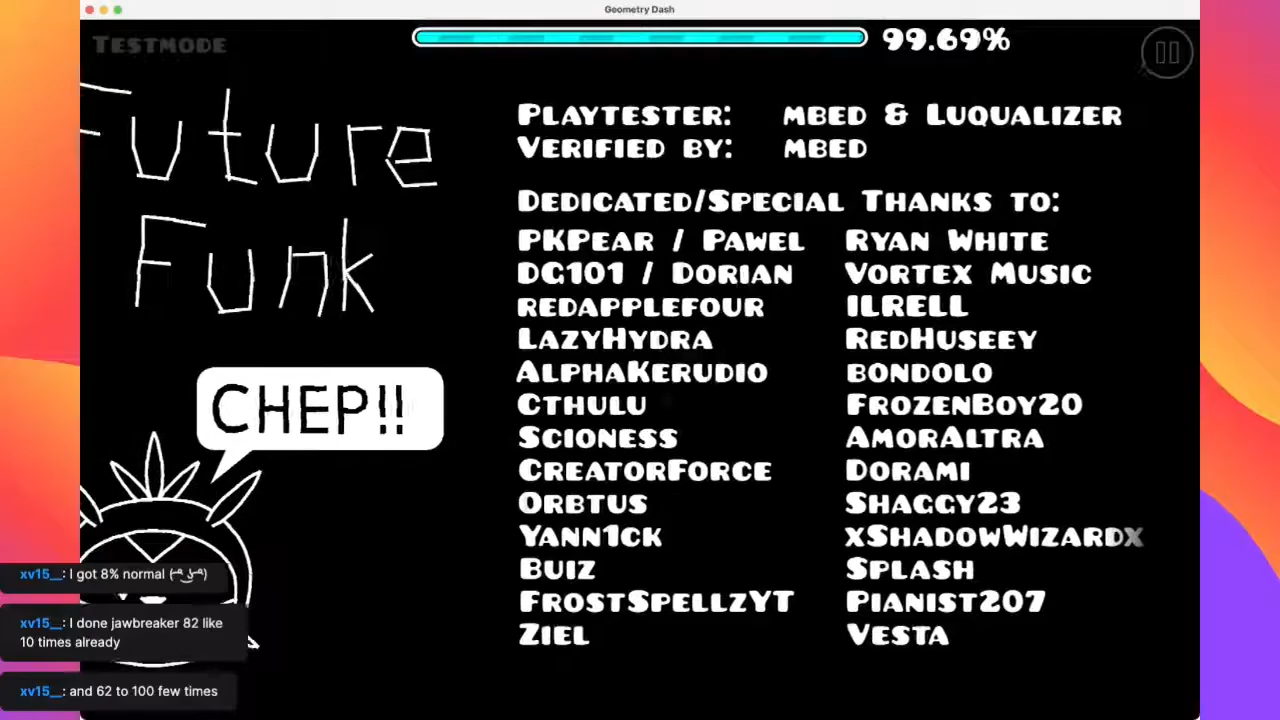 Geometry Dash
Testmode
99.69%
Future
Funk
CHEP!!
Playtester: mbed & Luqualizer
Verified by: mbed
Dedicated/Special Thanks to:
PKPear / Pawel Ryan White
DG101 / Dorian Vortex Music
redapplefour ILRELL
LazyHydra RedHuseey
AlphaKerudio bondolo
Cthulu FrozenBoy20
Scioness AmorAltra
CreatorForce Dorami
Orbtus Shaggy23
Yann1ck xShadowWizardx
Buiz Splash
FrostSpellzYT Pianist207
Ziel Vesta
xv15__: I got 8% normal ( ͡° ͜ʖ ͡°)
xv15__: I done jawbreaker 82 like
10 times already
xv15__: and 62 to 100 few times